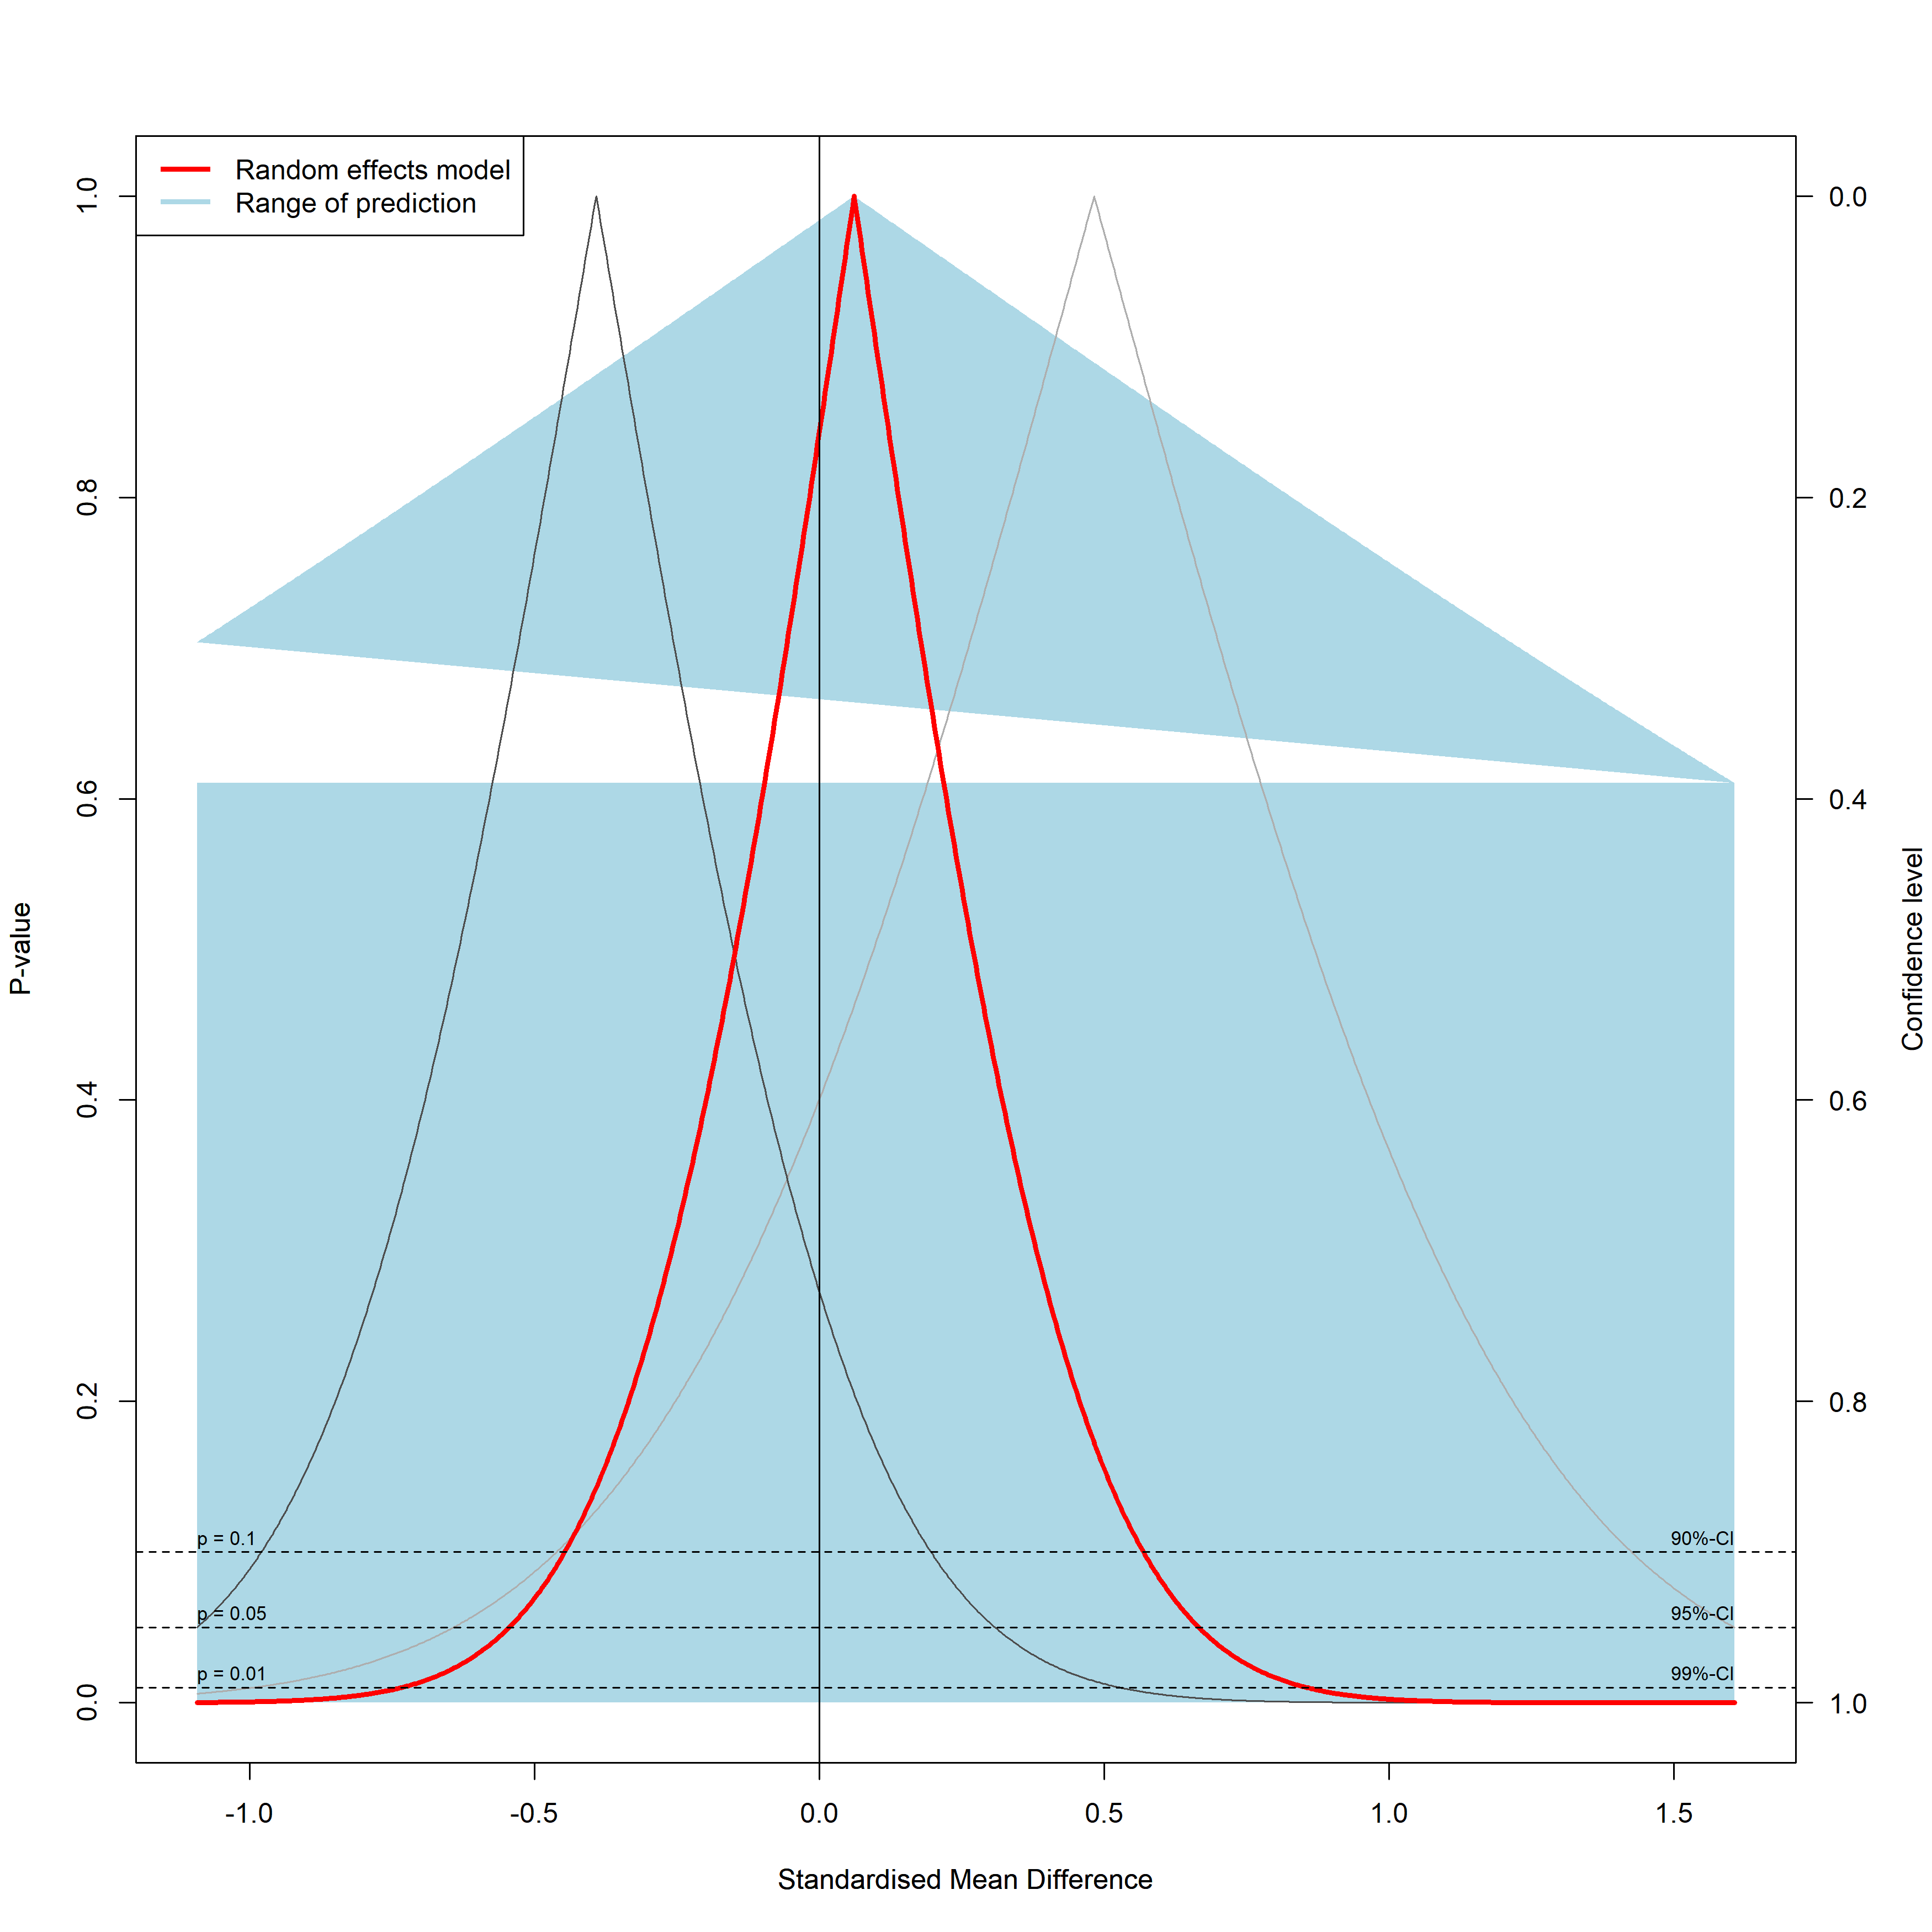 Random effects model
Range of prediction
1.0
0.8
0.6
0.4
0.2
0.0
P-value
0.0
0.2
0.4
0.6
0.8
1.0
Confidence level
p = 0.1
90%-CI
p = 0.05
95%-CI
p = 0.01
99%-CI
-1.0
-0.5
0.0
0.5
1.0
1.5
Standardised Mean Difference